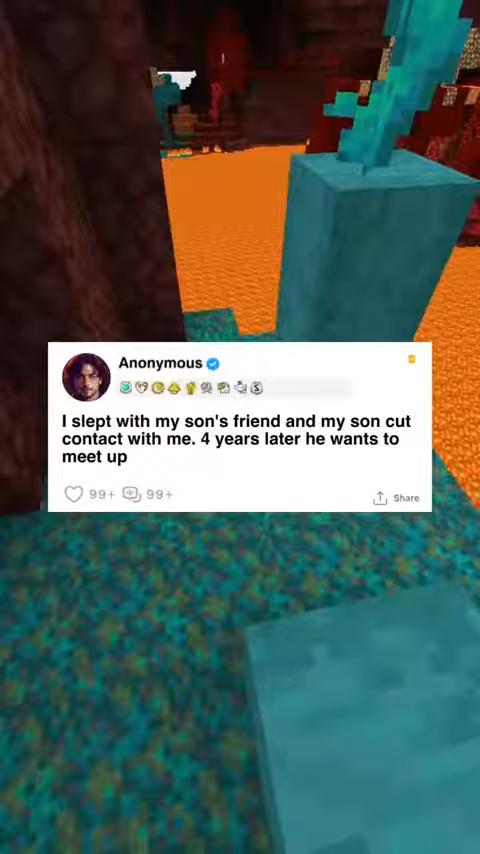 Anonymous
I slept with my son's friend and my son cut
contact with me. 4 years later he wants to
meet up
99+ 99+ Share